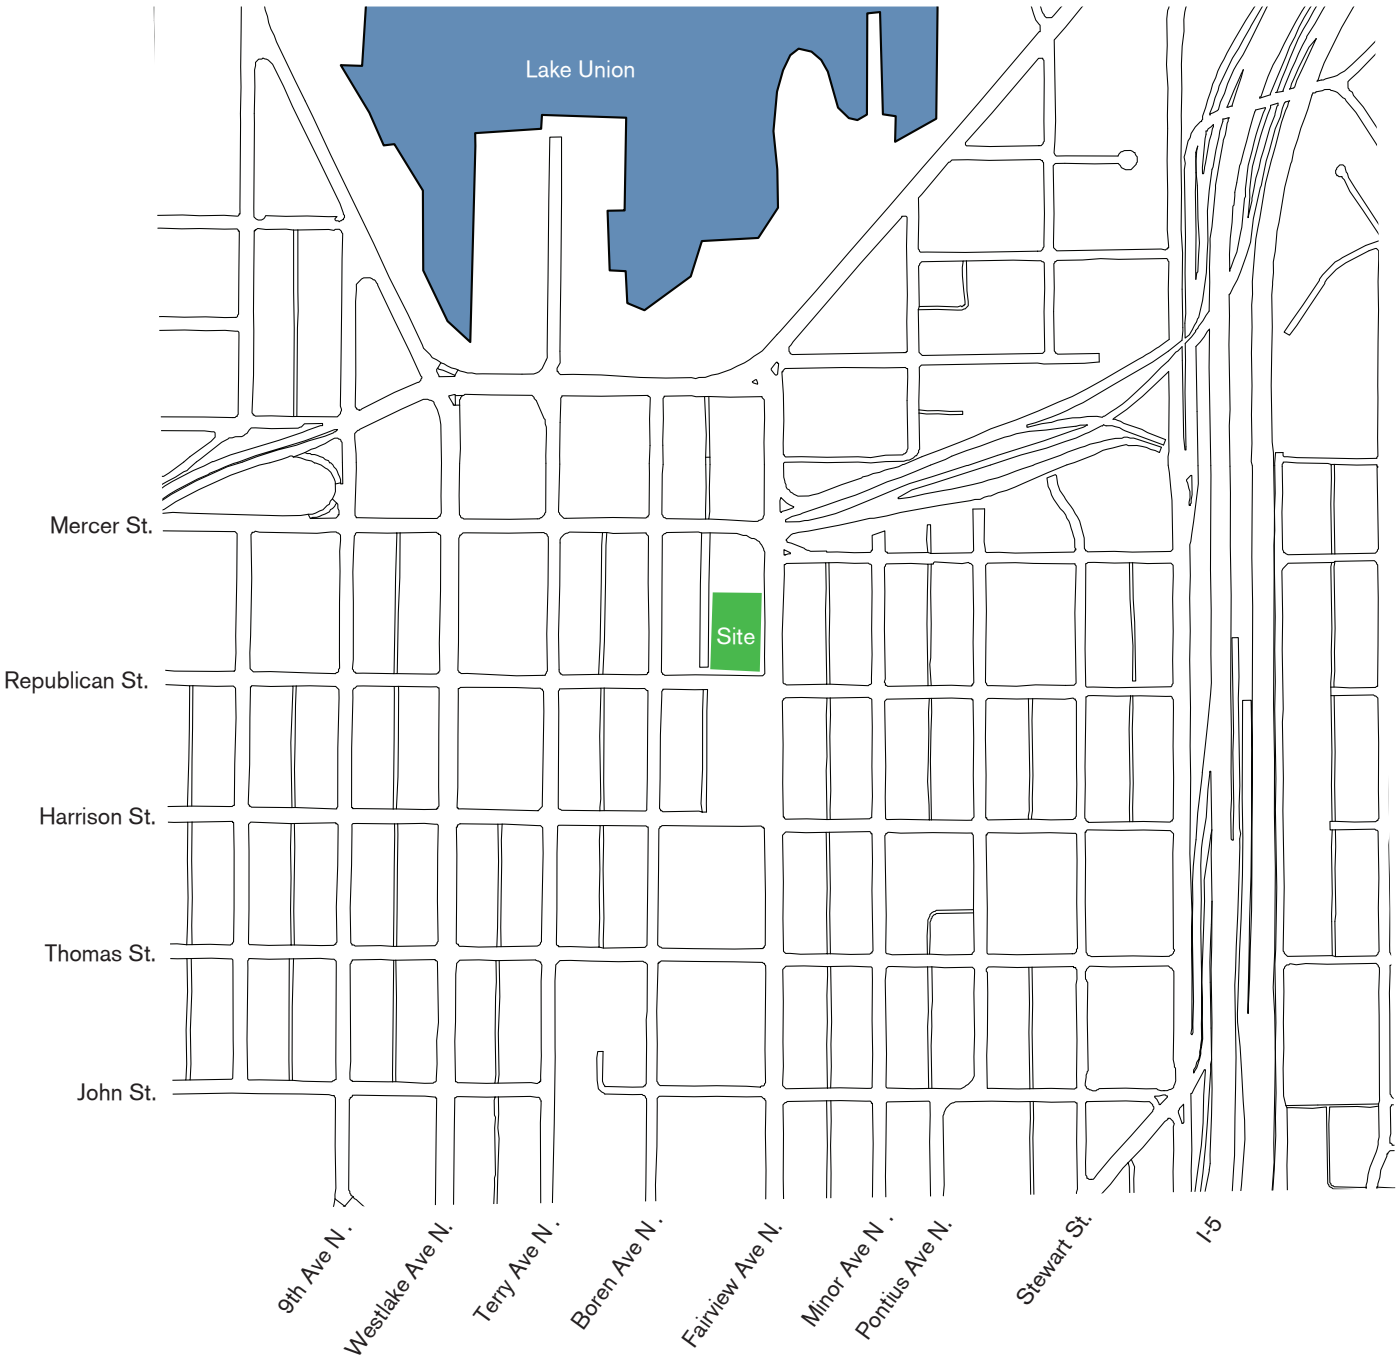 Lake Union
Mercer St.
Site
Republican St.
Harrison St.
Thomas St.
John St.
9th Ave N .
Westlake Ave N.
Terry Ave N .
Boren Ave N .
Fairview Ave N.
Minor Ave N .
Pontius Ave N.
Stewart St.
I-5